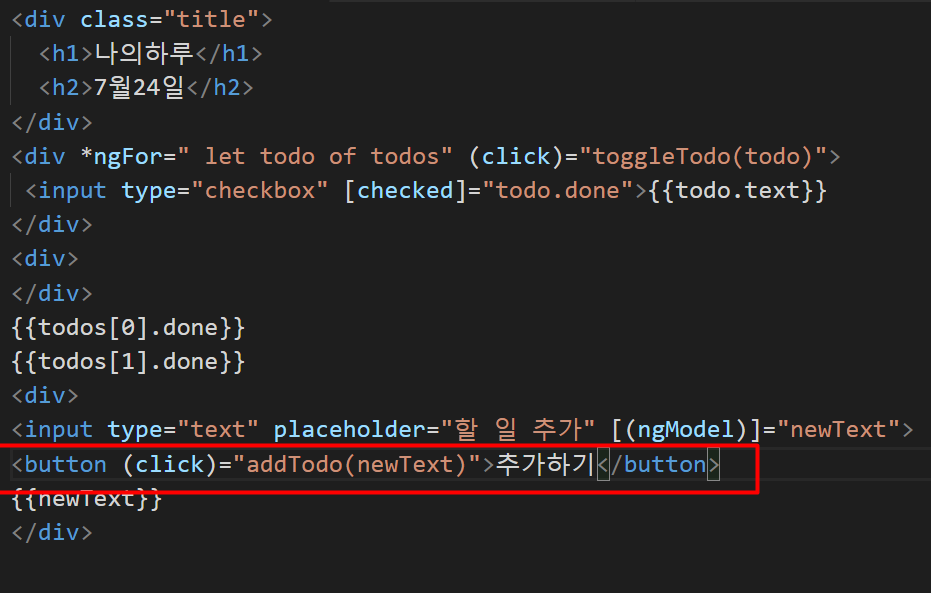 <div class="title">
<h1>나의하루</h1>
<h2>7월24일</h2>
</div>
<div *ngFor=" let todo of todos" (click)="toggleTodo(todo)">
<input type="checkbox" [checked]="todo.done">{{todo.text}}
</div>
<div>
</div>
{{todos[0].done}}
{{todos[1].done}}
<div>
<input type="text" placeholder="할 일 추가" [(ngModel)]="newText">
<button (click)="addTodo(newText)">추가하기</button>
{{newText}}
</div>